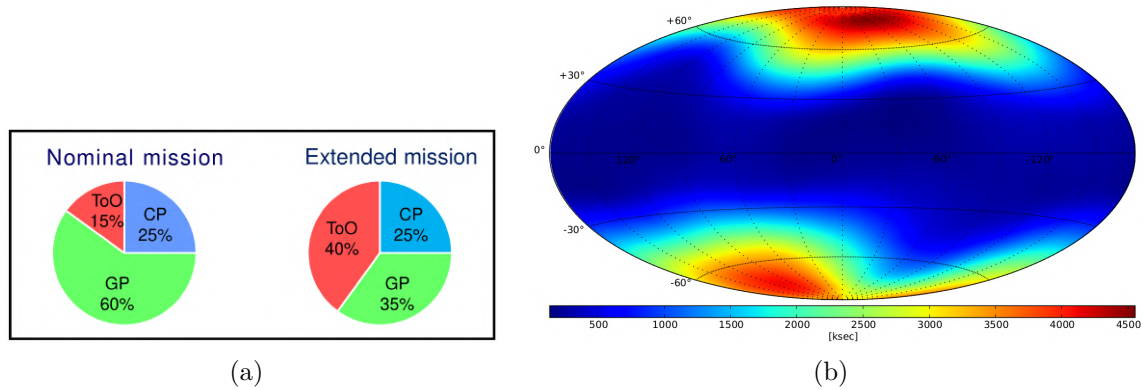 Nominal mission
Extended mission
ToO
15%
CP
25%
GP
60%
ToO
40%
CP
25%
GP
35%
(a)
+60°
+30°
0°
-30°
-60°
120° 60° 0° -60° -120°
500 1000 1500 2000 2500 3000 3500 4000 4500
[ksec]
(b)